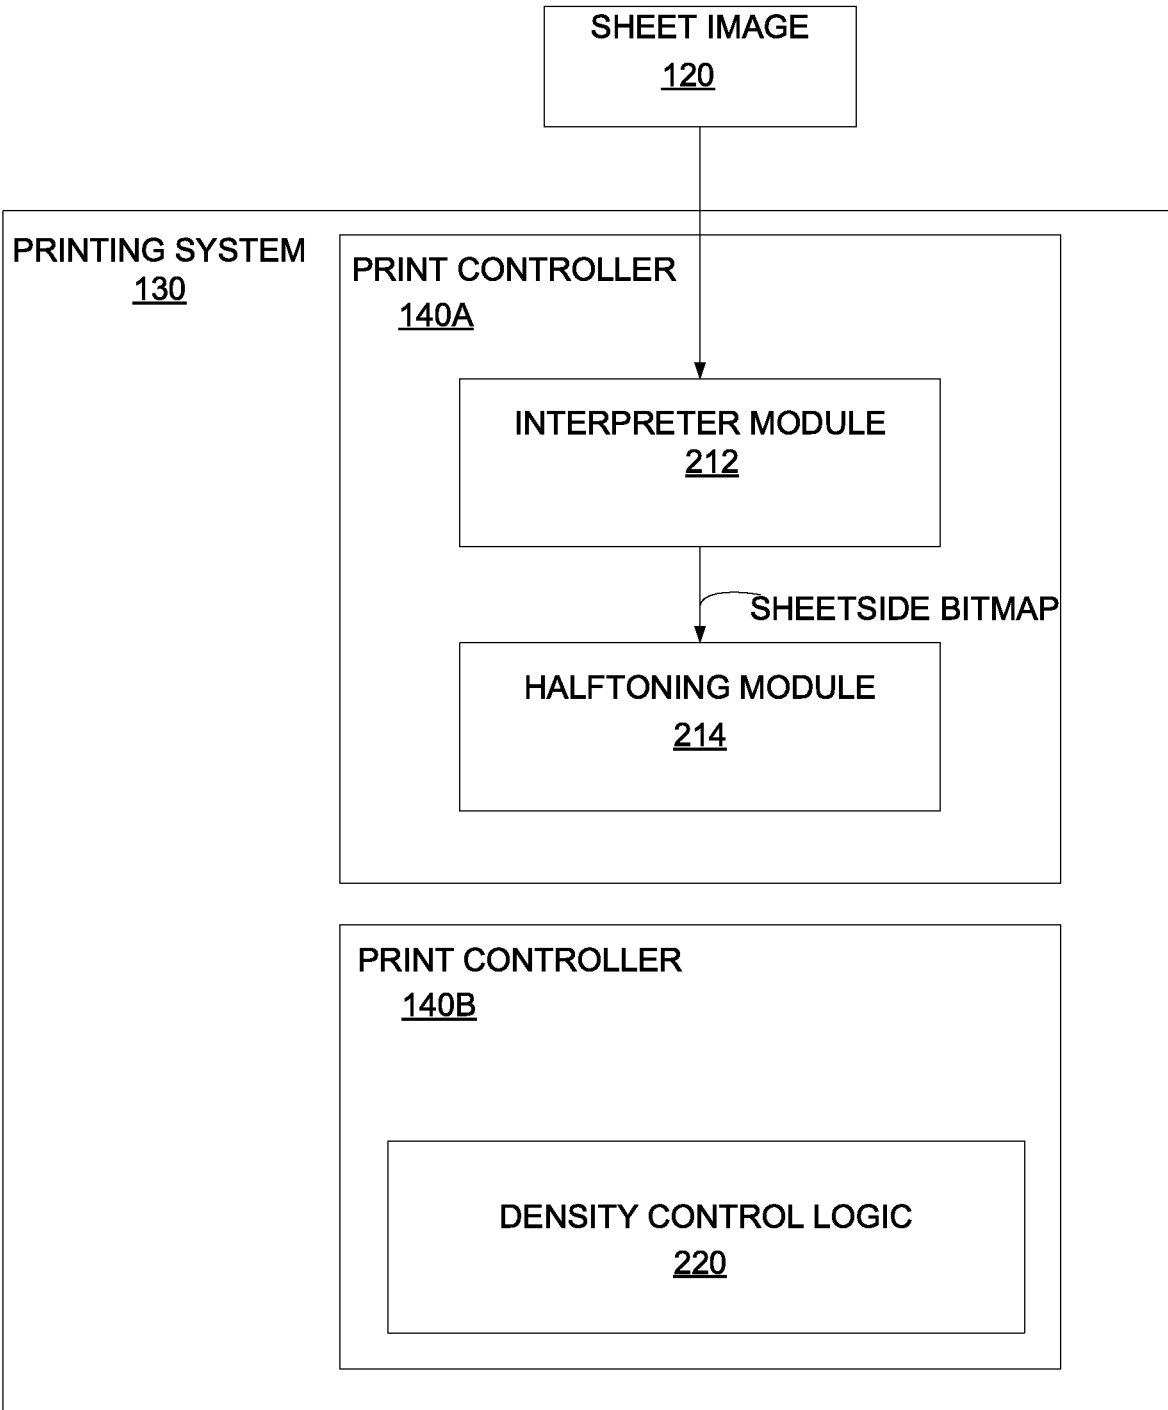 SHEET IMAGE
120
PRINTING SYSTEM
130
PRINT CONTROLLER
140A
INTERPRETER MODULE
212
SHEETSIDE BITMAP
HALFTONING MODULE
214
PRINT CONTROLLER
140B
DENSITY CONTROL LOGIC
220